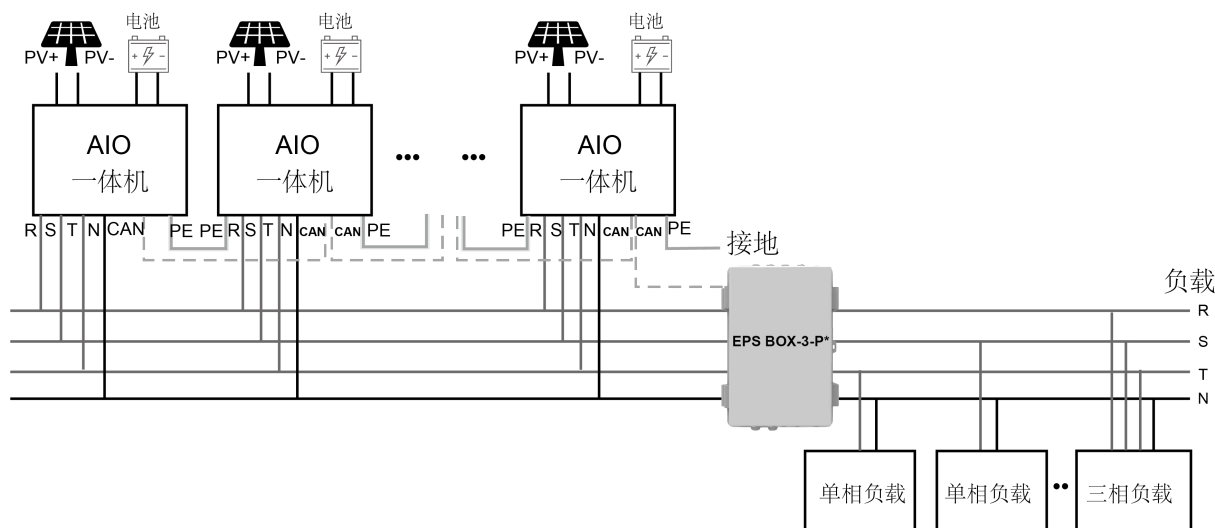 电池
电池
电池
PV+ PV-
+ -
PV+ PV-
+ -
PV+ PV-
+ -
AIO
一体机
AIO
一体机
AIO
一体机
R S T N CAN PE PE R S T N CAN CAN PE PE R S T N CAN CAN PE
接地
负载
R
EPS BOX-3-P*
S
T
N
单相负载
单相负载
三相负载